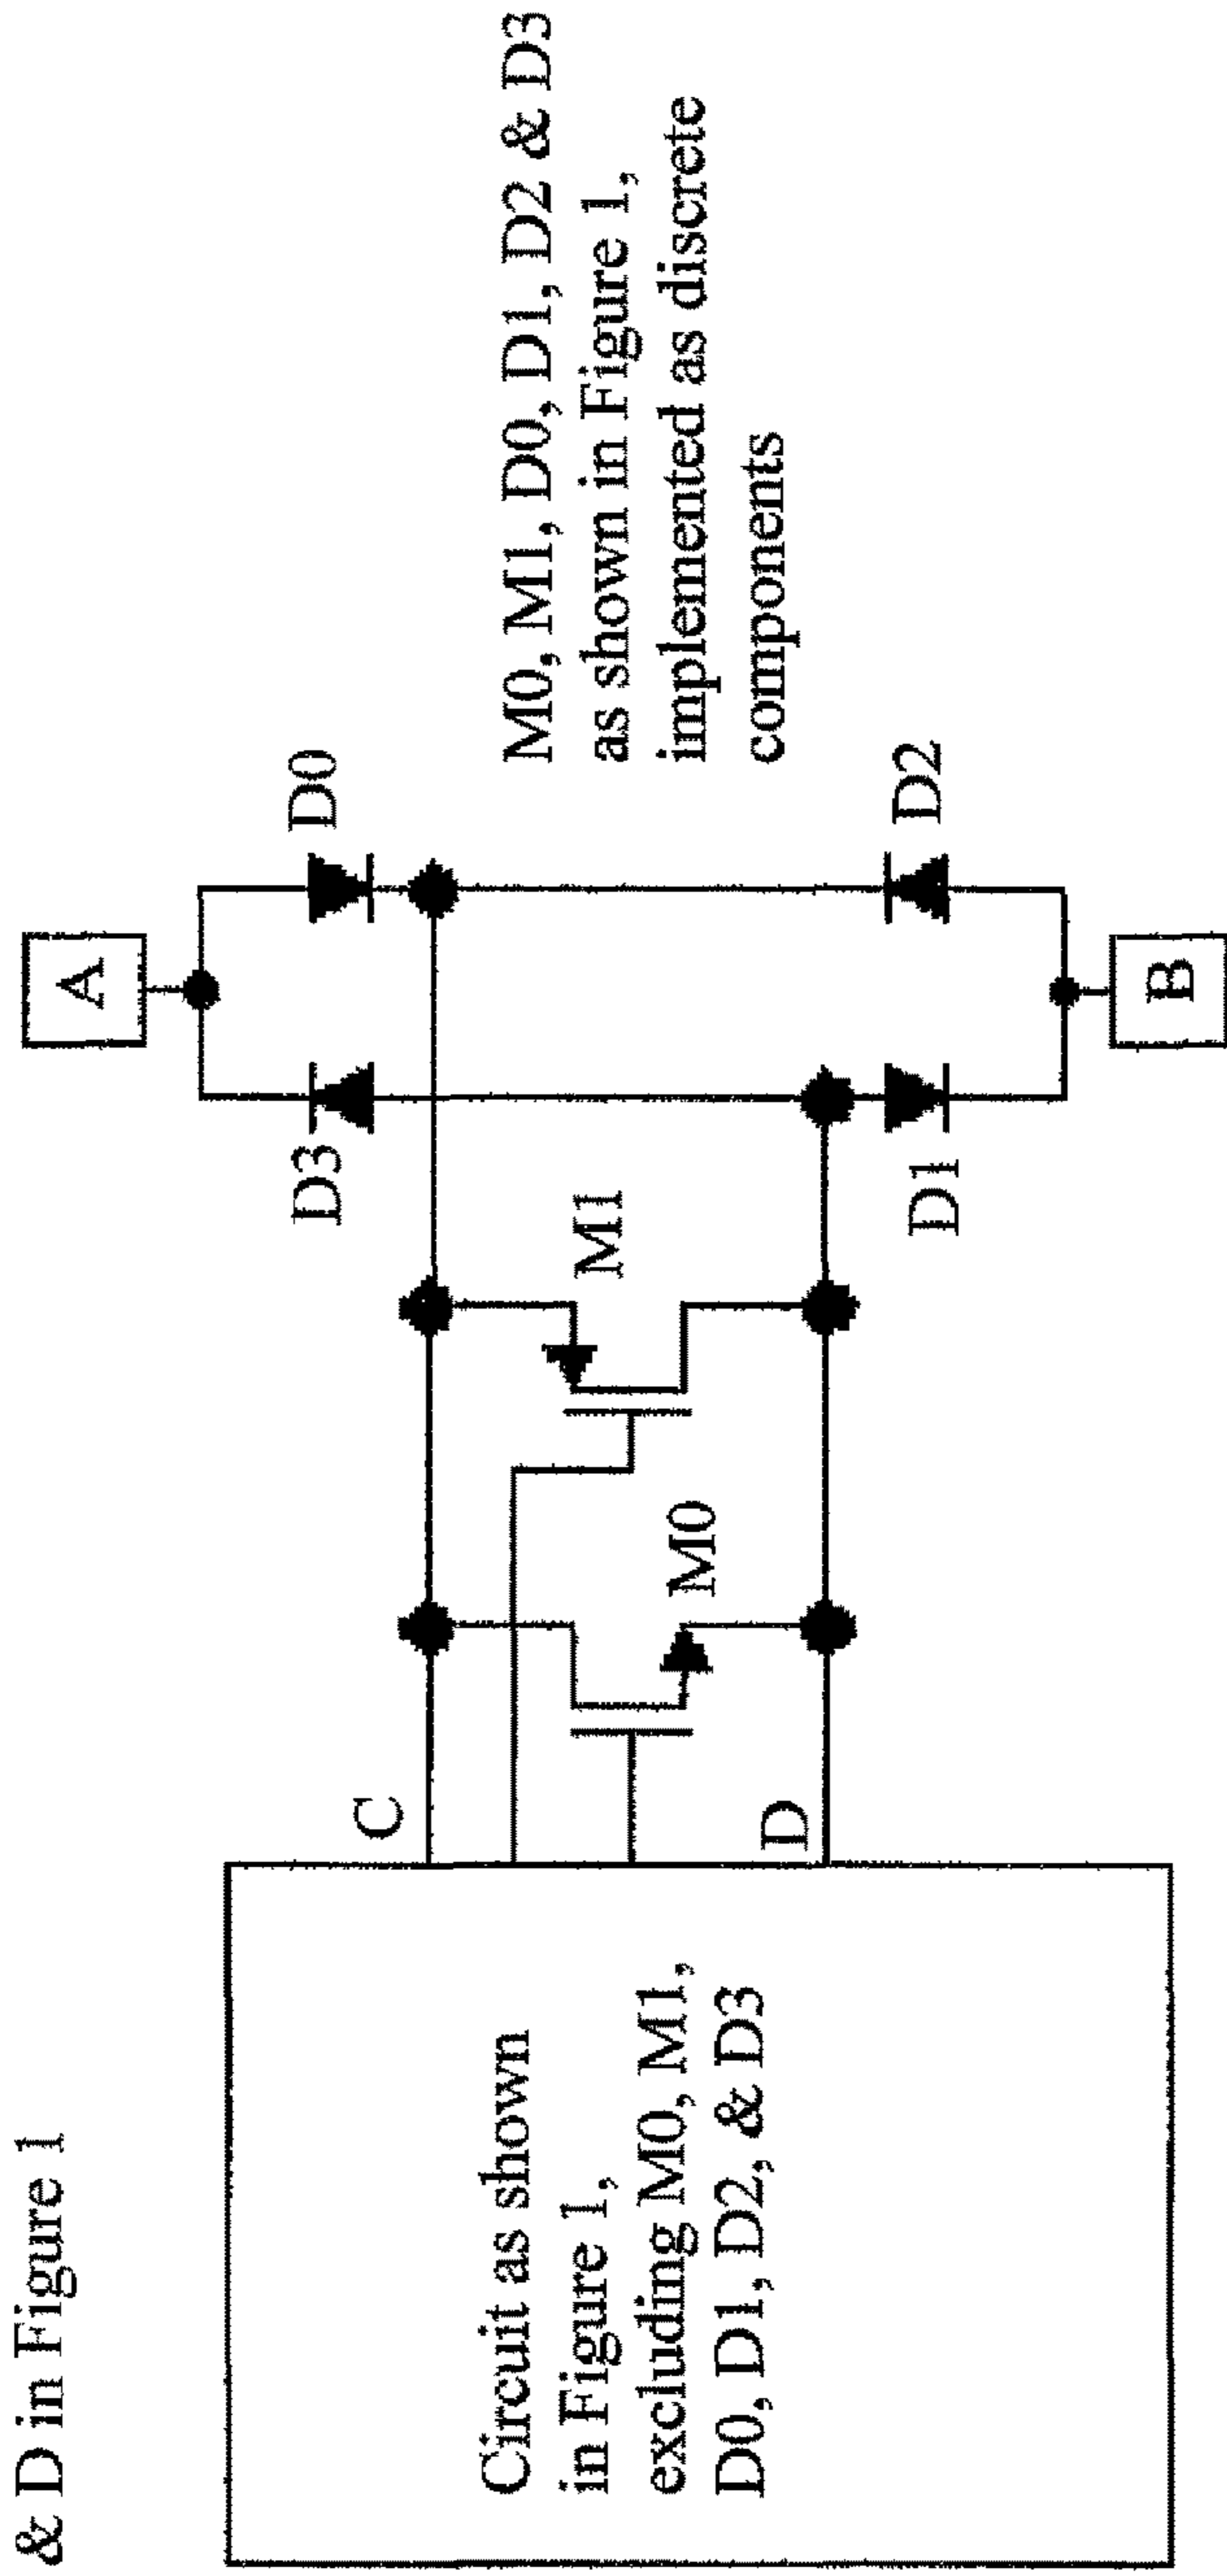 & D in Figure 1
Circuit as shown
in Figure 1,
excluding M0, M1,
D0, D1, D2, & D3
C
D
M0
M1
D3
D1
A
B
D0
D2
M0, M1, D0, D1, D2 & D3
as shown in Figure 1,
implemented as discrete
components